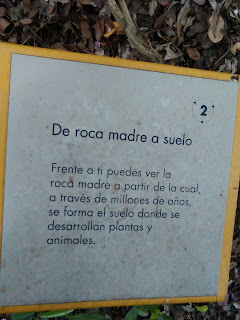 2
De roca madre a suelo
Frente a ti puedes ver la
roca madre a partir de la cual,
a través de millones de años,
se forma el suelo donde se
desarrollan plantas y
animales.